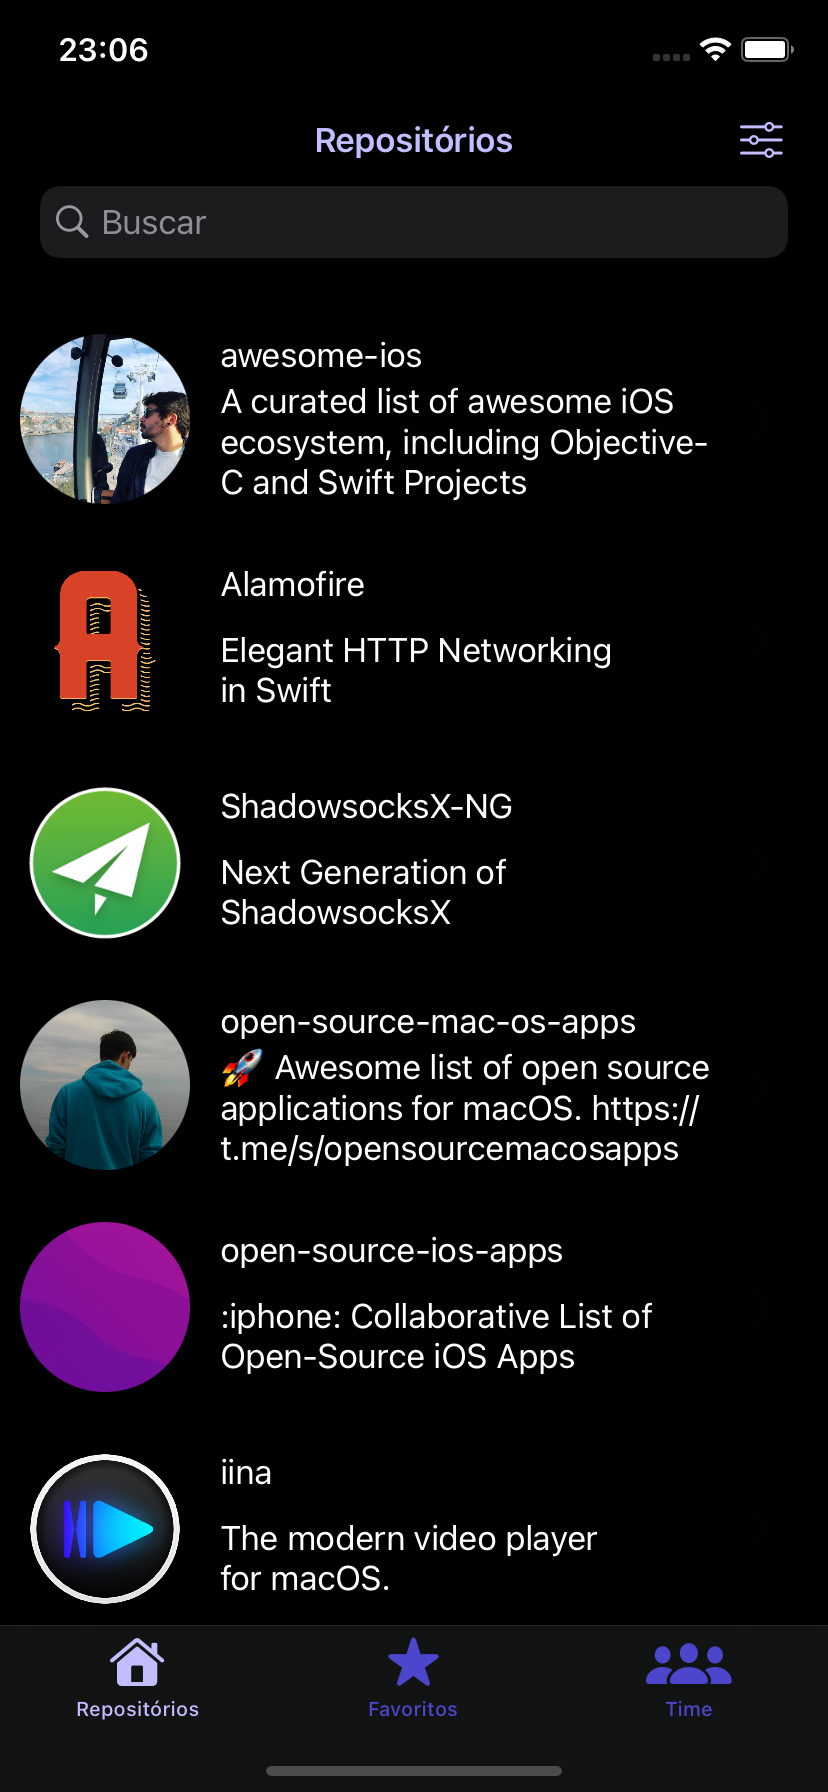 23:06
Repositórios
Buscar
awesome-ios
A curated list of awesome iOS
ecosystem, including Objective-
C and Swift Projects
Alamofire
Elegant HTTP Networking
in Swift
ShadowsocksX-NG
Next Generation of
ShadowsocksX
open-source-mac-os-apps
🚀 Awesome list of open source
applications for macOS. https://
t.me/s/opensourcemacosapps
open-source-ios-apps
:iphone: Collaborative List of
Open-Source iOS Apps
iina
The modern video player
for macOS.
Repositórios
Favoritos
Time